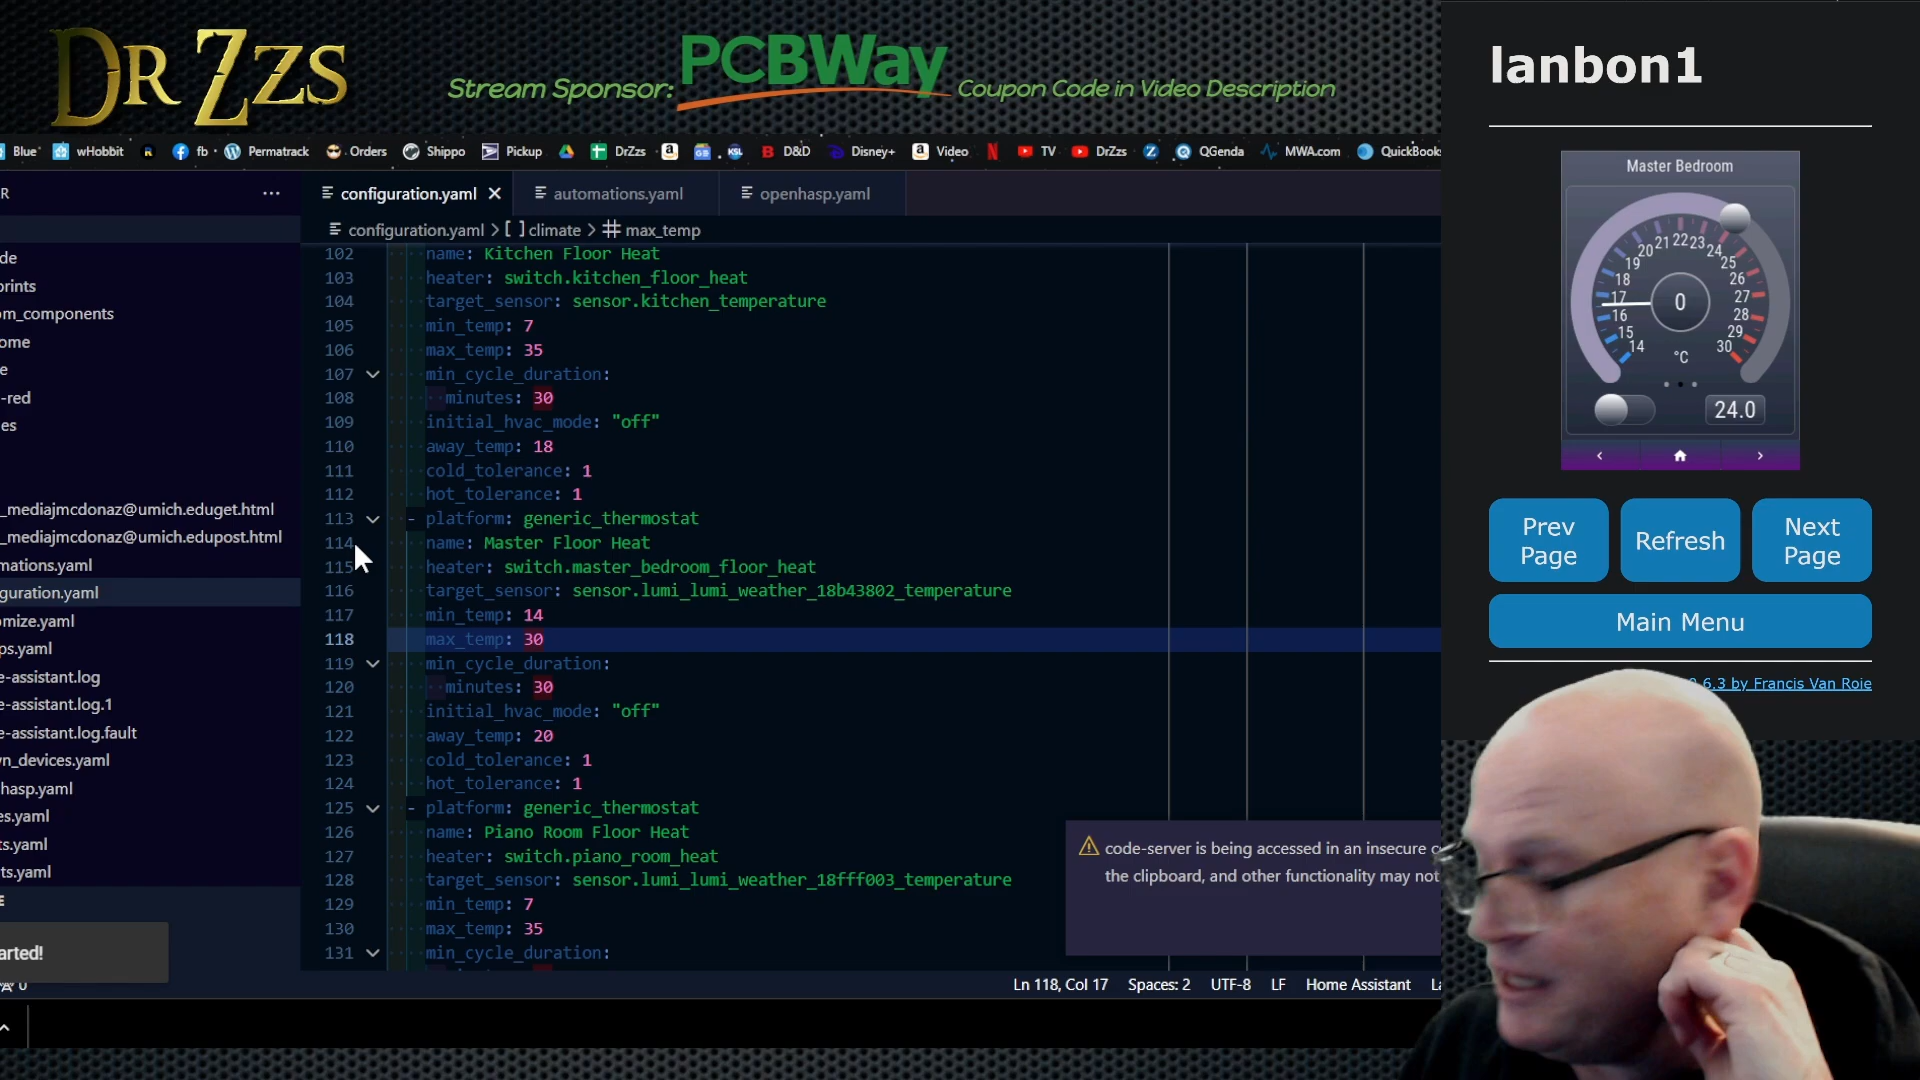 DR ZZS
Stream Sponsor: PCBWay Coupon Code in Video Description
Blue
wHobbit
fb
Permatrack
Orders
Shippo
Pickup
DrZzs
D&D
Disney+
Video
TV
DrZzs
QGenda
MWA.com
QuickBooks
R
...
de
prints
om_components
ome
e
-red
es
_mediajmcdonaz@umich.eduget.html
_mediajmcdonaz@umich.edupost.html
mations.yaml
guration.yaml
mize.yaml
ps.yaml
e-assistant.log
e-assistant.log.1
e-assistant.log.fault
vn_devices.yaml
hasp.yaml
es.yaml
ts.yaml
ts.yaml
E
arted!
0
configuration.yaml
automations.yaml
openhasp.yaml
configuration.yaml > [ ] climate > # max_temp
102 name: Kitchen Floor Heat
103 heater: switch.kitchen_floor_heat
104 target_sensor: sensor.kitchen_temperature
105 min_temp: 7
106 max_temp: 35
107 min_cycle_duration:
108 minutes: 30
109 initial_hvac_mode: "off"
110 away_temp: 18
111 cold_tolerance: 1
112 hot_tolerance: 1
113 - platform: generic_thermostat
114 name: Master Floor Heat
115 heater: switch.master_bedroom_floor_heat
116 target_sensor: sensor.lumi_lumi_weather_18b43802_temperature
117 min_temp: 14
118 max_temp: 30
119 min_cycle_duration:
120 minutes: 30
121 initial_hvac_mode: "off"
122 away_temp: 20
123 cold_tolerance: 1
124 hot_tolerance: 1
125 - platform: generic_thermostat
126 name: Piano Room Floor Heat
127 heater: switch.piano_room_heat
128 target_sensor: sensor.lumi_lumi_weather_18fff003_temperature
129 min_temp: 7
130 max_temp: 35
131 min_cycle_duration:
code-server is being accessed in an insecure c
the clipboard, and other functionality may not
Ln 118, Col 17 Spaces: 2 UTF-8 LF Home Assistant
lanbon1
Master Bedroom
14 15 16 17 18 19 20 21 22 23 24 25 26 27 28 29 30
0
°C
24.0
Prev Page
Refresh
Next Page
Main Menu
6.3 by Francis Van Roie